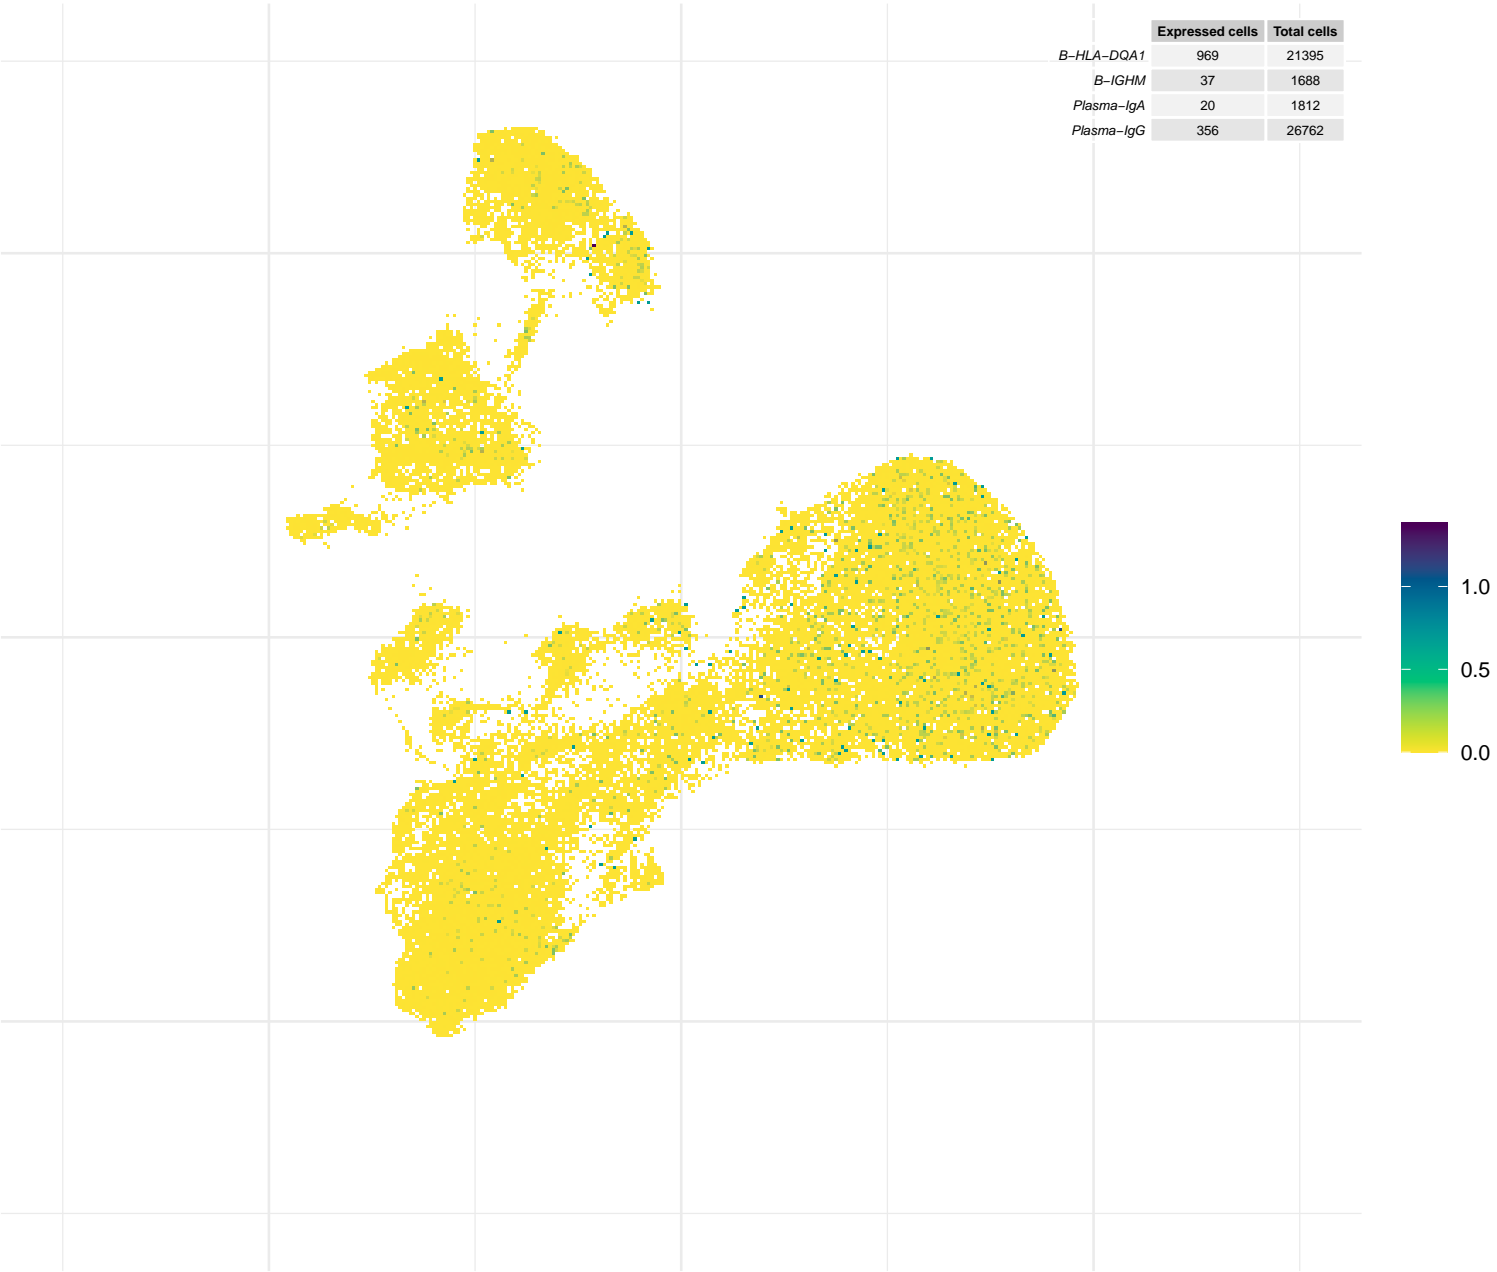 Expressed cells Total cells
B−HLA−DQA1 969 21395
B−IGHM 37 1688
Plasma−IgA 20 1812
Plasma−IgG 356 26762
1.0
0.5
0.0